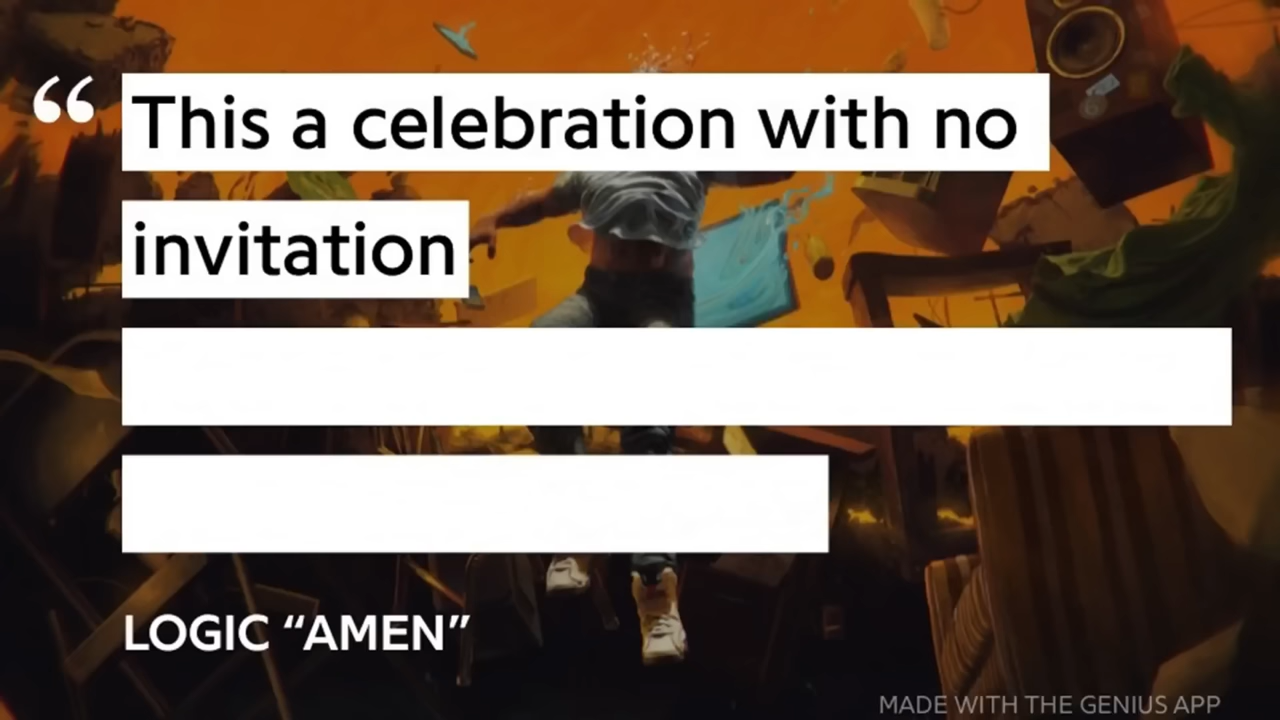 “ This a celebration with no
invitation
LOGIC “AMEN”
MADE WITH THE GENIUS APP